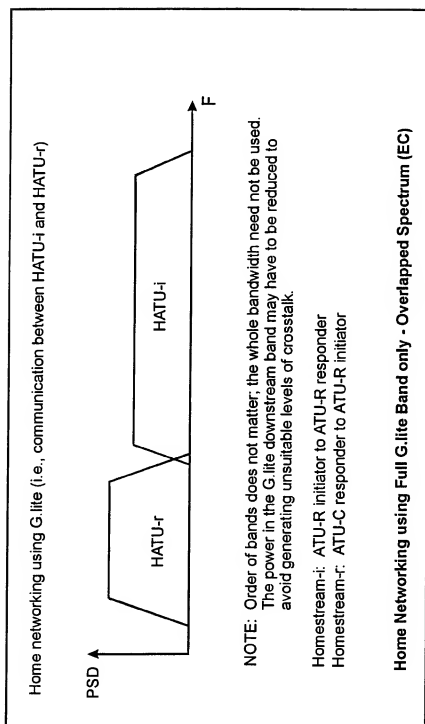 Home networking using G.lite (i.e., communication between HATU-i and HATU-r)
PSD
HATU-r
HATU-i
F
NOTE: Order of bands does not matter; the whole bandwidth need not be used.
The power in the G.lite downstream band may have to be reduced to
avoid generating unsuitable levels of crosstalk.
Homestream-i: ATU-R initiator to ATU-R responder
Homestream-r: ATU-C responder to ATU-R initiator
Home Networking using Full G.lite Band only - Overlapped Spectrum (EC)